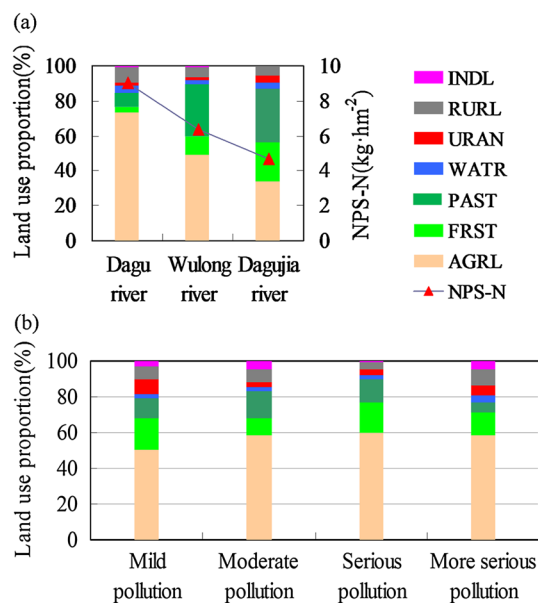 (a)
Land use proportion(%)
100
80
60
40
20
0
10
8
6
4
2
0
NPS-N(kg·hm-2)
Dagu
river
Wulong
river
Dagujia
river
INDL
RURL
URAN
WATR
PAST
FRST
AGRL
NPS-N
(b)
Land use proportion(%)
100
80
60
40
20
0
Mild
pollution
Moderate
pollution
Serious
pollution
More serious
pollution